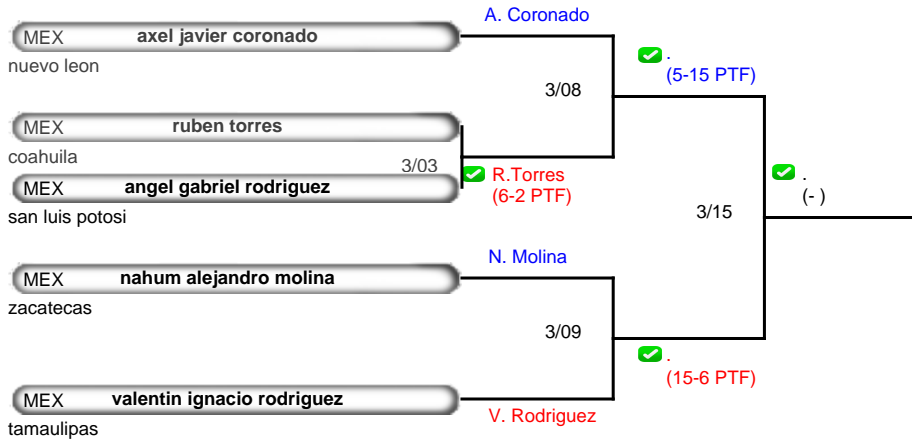 A. Coronado
MEX axel javier coronado
nuevo leon
.
(5-15 PTF)
3/08
MEX ruben torres
coahuila
3/03
R.Torres
(6-2 PTF)
MEX angel gabriel rodriguez
san luis potosi
.
(- )
3/15
N. Molina
MEX nahum alejandro molina
zacatecas
3/09
.
(15-6 PTF)
MEX valentin ignacio rodriguez
V. Rodriguez
tamaulipas